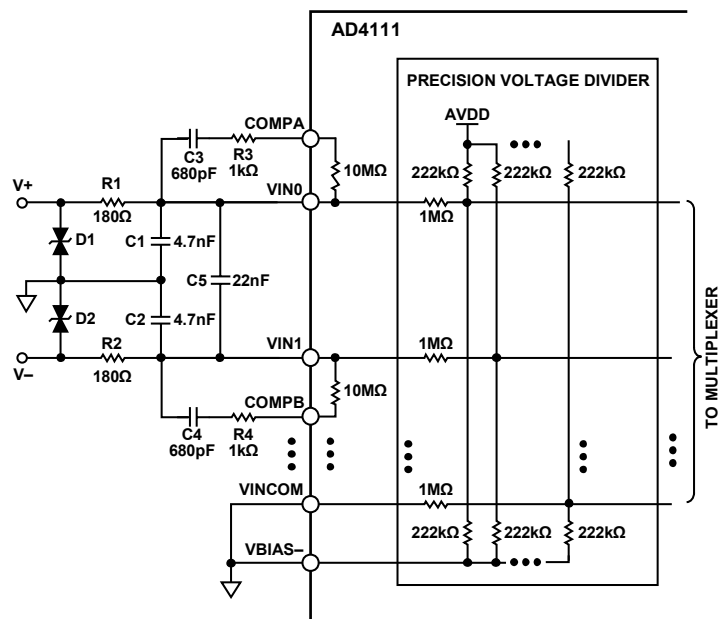 AD4111
PRECISION VOLTAGE DIVIDER
AVDD
COMPA
C3
680pF
R3
1kΩ
10MΩ
222kΩ
222kΩ
222kΩ
V+
R1
180Ω
VIN0
1MΩ
D1
C1
4.7nF
C5
22nF
D2
C2
4.7nF
R2
180Ω
V–
VIN1
1MΩ
10MΩ
COMPB
C4
680pF
R4
1kΩ
TO MULTIPLEXER
VINCOM
1MΩ
222kΩ
222kΩ
222kΩ
VBIAS–